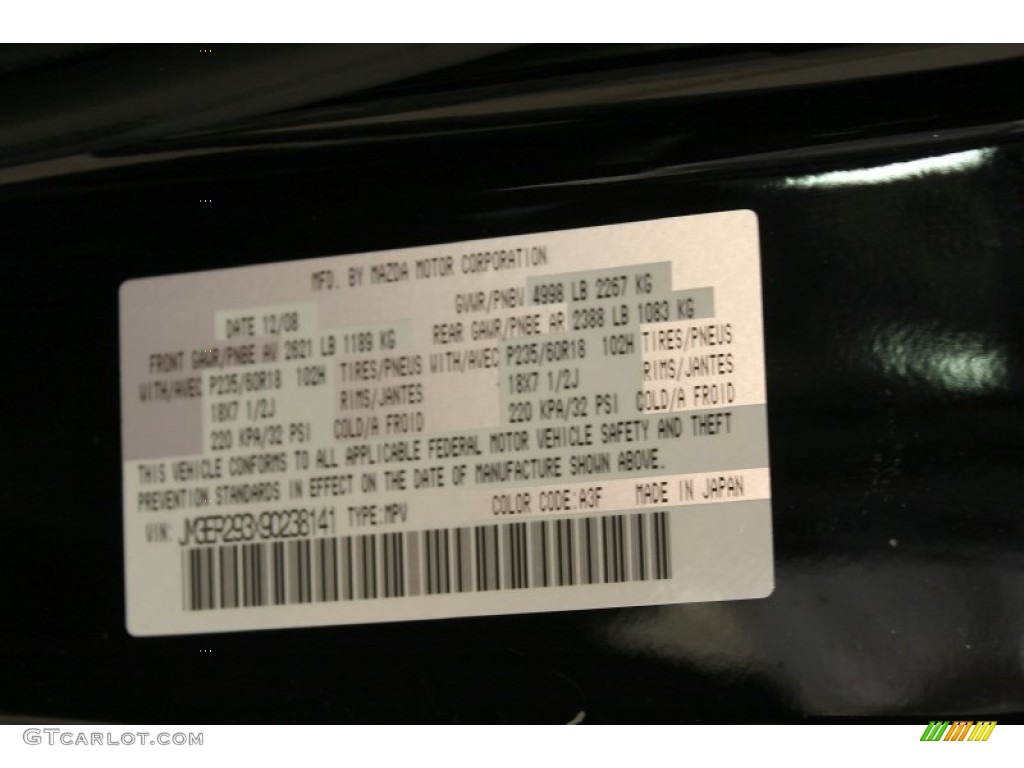 MFD. BY MAZDA MOTOR CORPORATION
DATE 12/08 GVWR/PNBV 4998 LB 2267 KG
FRONT GAWR/PNBE AV 2621 LB 1189 KG REAR GAWR/PNBE AR 2388 LB 1083 KG
WITH/AVEC P235/60R18 102H TIRES/PNEUS WITH/AVEC P235/60R18 102H TIRES/PNEUS
18X7 1/2J RIMS/JANTES 18X7 1/2J RIMS/JANTES
220 KPA/32 PSI COLD/A FROID 220 KPA/32 PSI COLD/A FROID
THIS VEHICLE CONFORMS TO ALL APPLICABLE FEDERAL MOTOR VEHICLE SAFETY AND THEFT
PREVENTION STANDARDS IN EFFECT ON THE DATE OF MANUFACTURE SHOWN ABOVE.
VIN: JM3ER293X90238141 TYPE:MPV COLOR CODE:A3F MADE IN JAPAN
GTCARLOT.COM